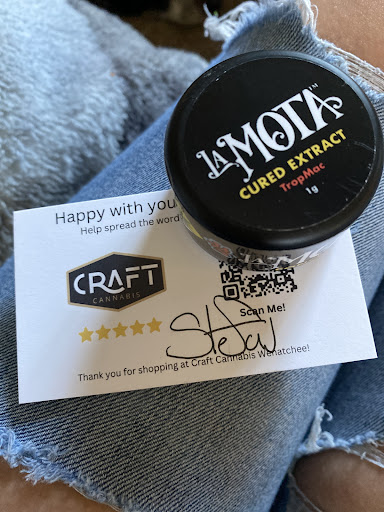 LA MOTA™
CURED EXTRACT
TropMac
1g
Happy with you
Help spread the word
CRAFT
CANNABIS
Scan Me!
Thank you for shopping at Craft Cannabis Wenatchee!